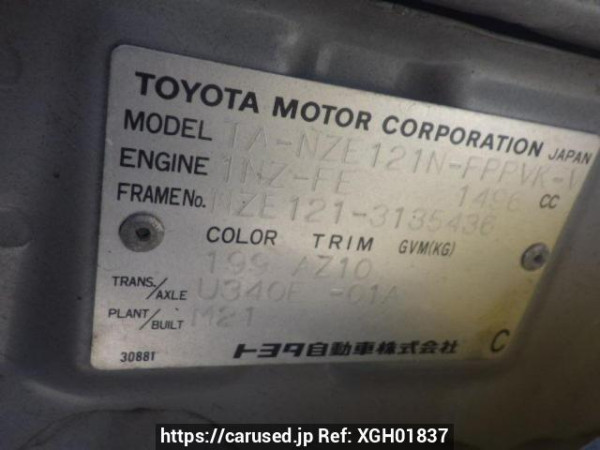 TOYOTA MOTOR CORPORATION JAPAN
MODEL TA-NZE121N-FPPVK-V
ENGINE 1NZ-FE 1496 CC
FRAME No. NZE121-3135436
COLOR TRIM GVM(KG)
199 AZ10
TRANS./AXLE U340E -01A
PLANT/BUILT M21
30881 トヨタ自動車株式会社 C
https://carused.jp Ref: XGH01837